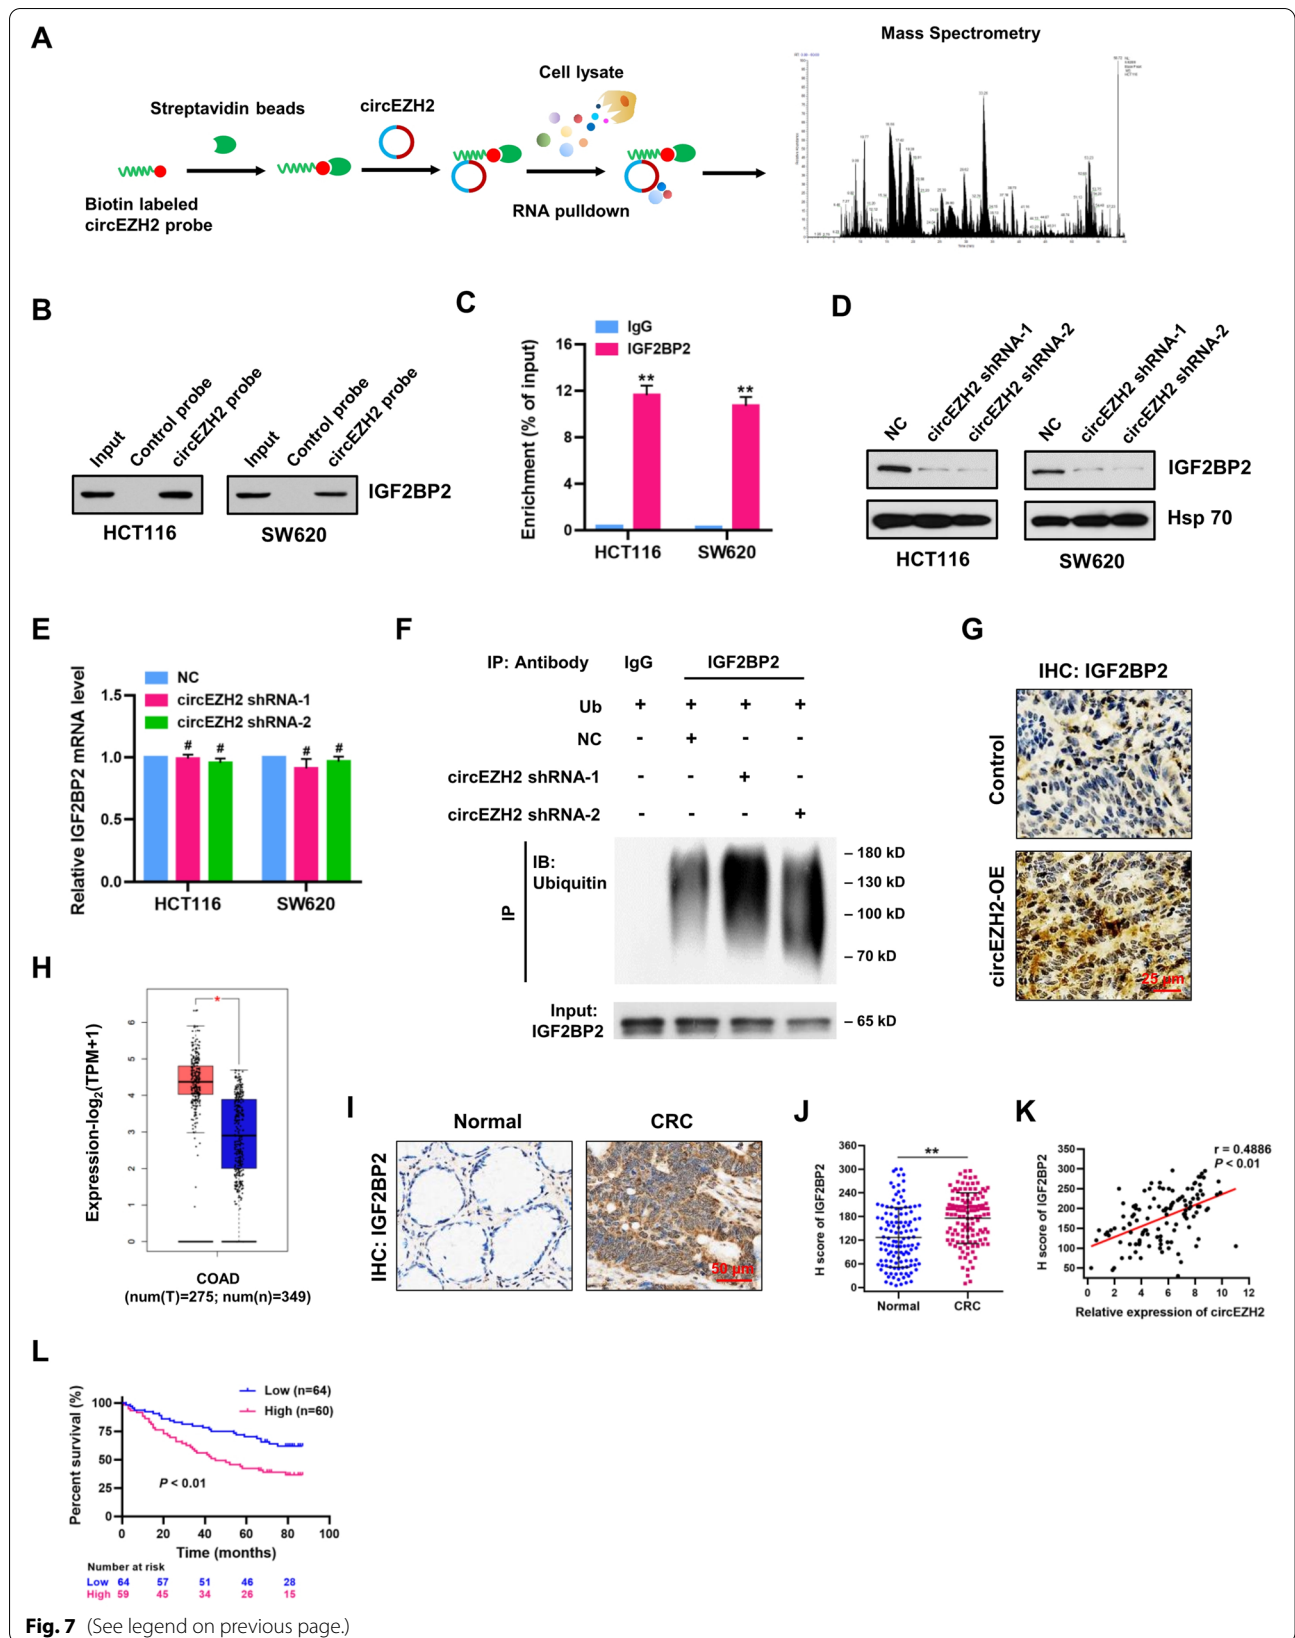 A
Mass Spectrometry
Cell lysate
Streptavidin beads
circEZH2
Biotin labeled
circEZH2 probe
RNA pulldown
B
Input
Control probe
circEZH2 probe
Input
Control probe
circEZH2 probe
IGF2BP2
HCT116
SW620
C
IgG
IGF2BP2
Enrichment (% of input)
16
12
8
4
0
**
**
HCT116
SW620
D
NC
circEZH2 shRNA-1
circEZH2 shRNA-2
NC
circEZH2 shRNA-1
circEZH2 shRNA-2
IGF2BP2
Hsp 70
HCT116
SW620
E
NC
circEZH2 shRNA-1
circEZH2 shRNA-2
Relative IGF2BP2 mRNA level
1.5
1.0
0.5
0.0
# # # #
HCT116
SW620
F
IP: Antibody IgG IGF2BP2
Ub + + + +
NC - + - -
circEZH2 shRNA-1 - - + -
circEZH2 shRNA-2 - - - +
IP
IB:
Ubiquitin
– 180 kD
– 130 kD
– 100 kD
– 70 kD
Input:
IGF2BP2
– 65 kD
G
IHC: IGF2BP2
Control
circEZH2-OE
25 μm
H
Expression-log2(TPM+1)
6
5
4
3
2
1
0
*
COAD
(num(T)=275; num(n)=349)
I
Normal
CRC
IHC: IGF2BP2
50 μm
J
H score of IGF2BP2
360
300
240
180
120
60
0
**
Normal
CRC
K
H score of IGF2BP2
350
300
250
200
150
100
50
r = 0.4886
P < 0.01
0 2 4 6 8 10 12
Relative expression of circEZH2
L
Percent survival (%)
100
75
50
25
0
Low (n=64)
High (n=60)
P < 0.01
0 20 40 60 80 100
Time (months)
Number at risk
Low 64 57 51 46 28
High 59 45 34 26 15
Fig. 7 (See legend on previous page.)